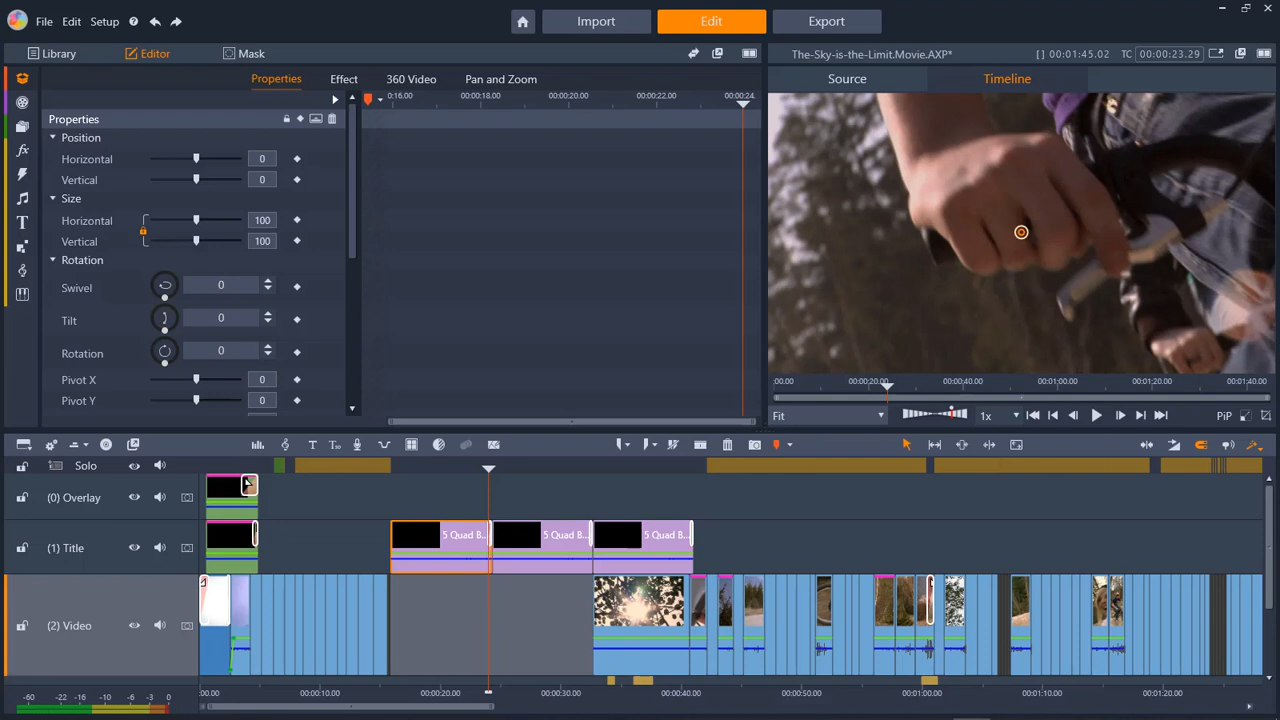 File Edit Setup ? Import Edit Export
Library Editor Mask The-Sky-is-the-Limit.Movie.AXP* [] 00:01:45.02 TC 00:00:23.29
Properties Effect 360 Video Pan and Zoom Source Timeline
0:16.00 00:00:18.00 00:00:20.00 00:00:22.00 00:00:24.
Properties
Position
Horizontal 0
Vertical 0
Size
Horizontal 100
Vertical 100
Rotation
Swivel 0
Tilt 0
Rotation 0
Pivot X 0
Pivot Y 0
:00.00 00:00:20.00 00:00:40.00 00:01:00.00 00:01:20.00 00:01:40.00
Fit 1x PiP
Solo
(0) Overlay
(1) Title 5 Quad B... 5 Quad B... 5 Quad B...
(2) Video
-60 -22 -16 -10 -6 -3 0 :00.00 00:00:10.00 00:00:20.00 00:00:30.00 00:00:40.00 00:00:50.00 00:01:00.00 00:01:10.00 00:01:20.00